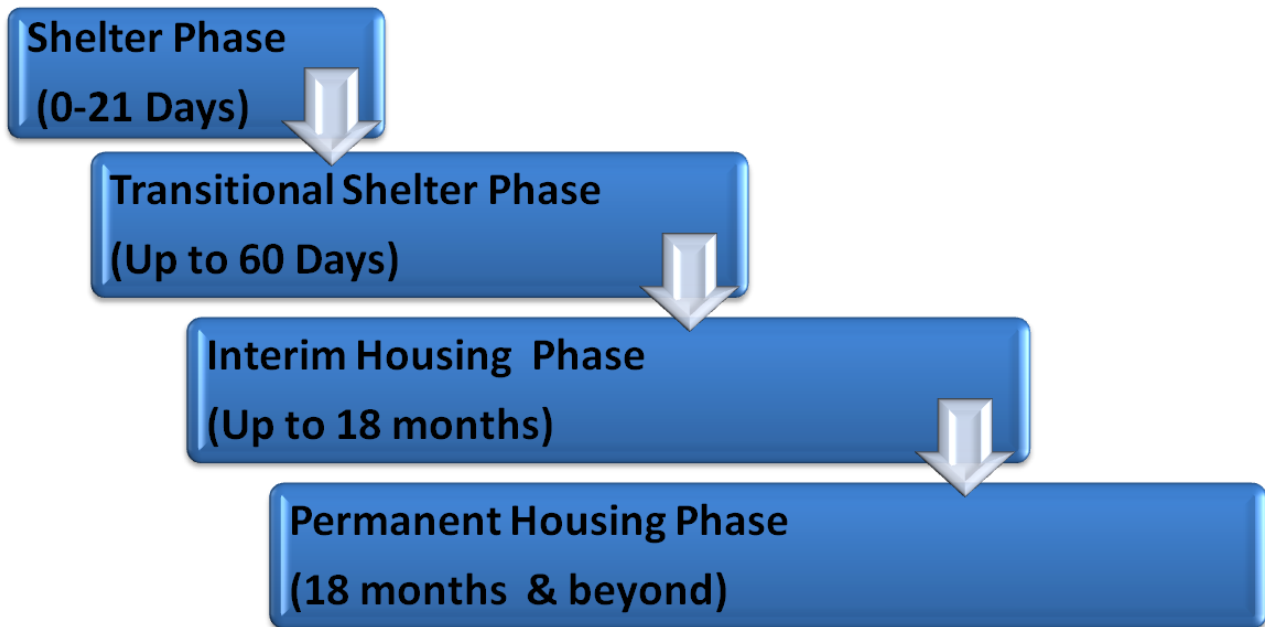 Shelter Phase
(0-21 Days)
Transitional Shelter Phase
(Up to 60 Days)
Interim Housing  Phase
(Up to 18 months)
Permanent Housing Phase
(18 months  & beyond)